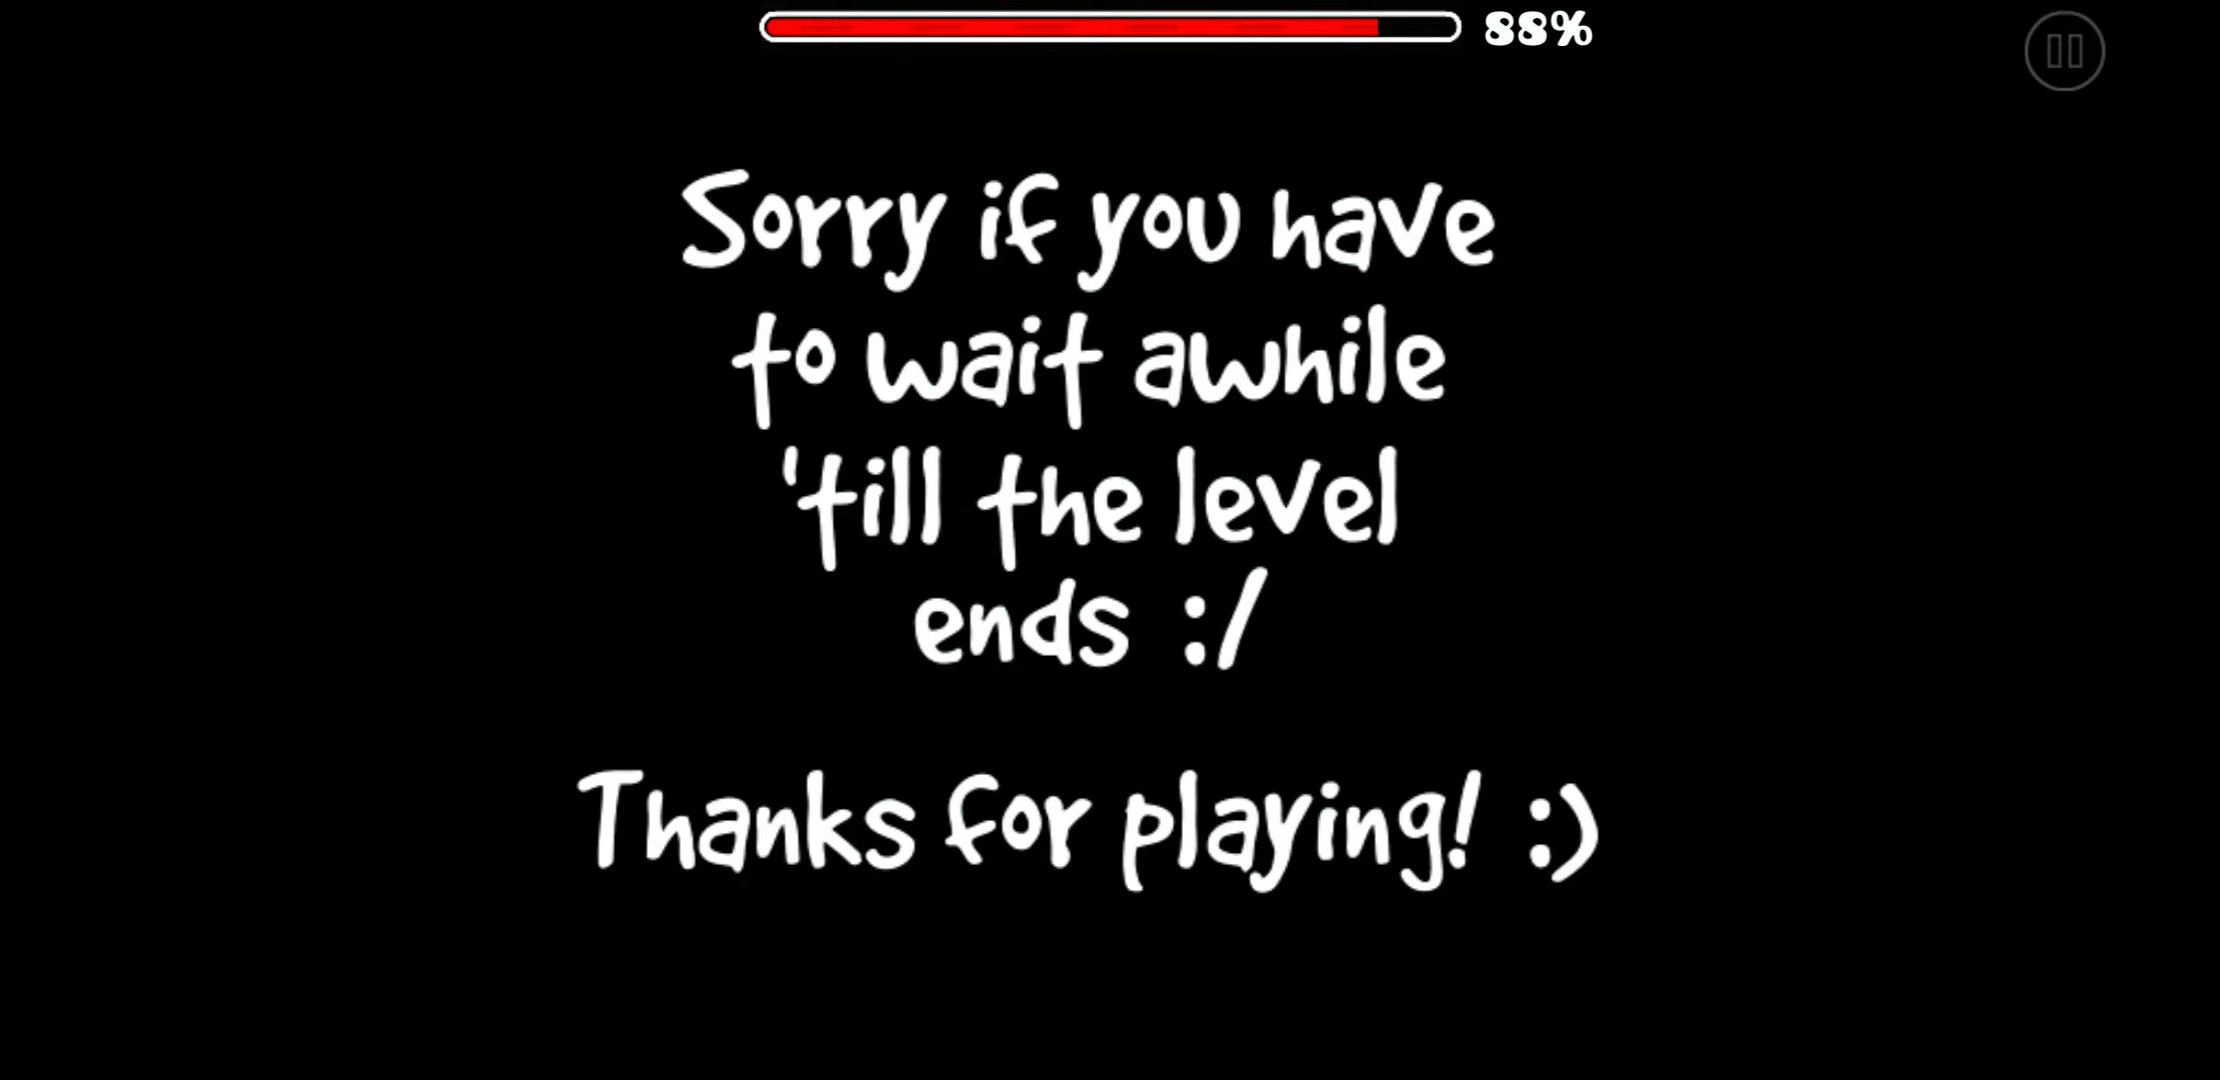 88%
Sorry if you have
to wait awhile
'till the level
ends :/
Thanks for playing! :)